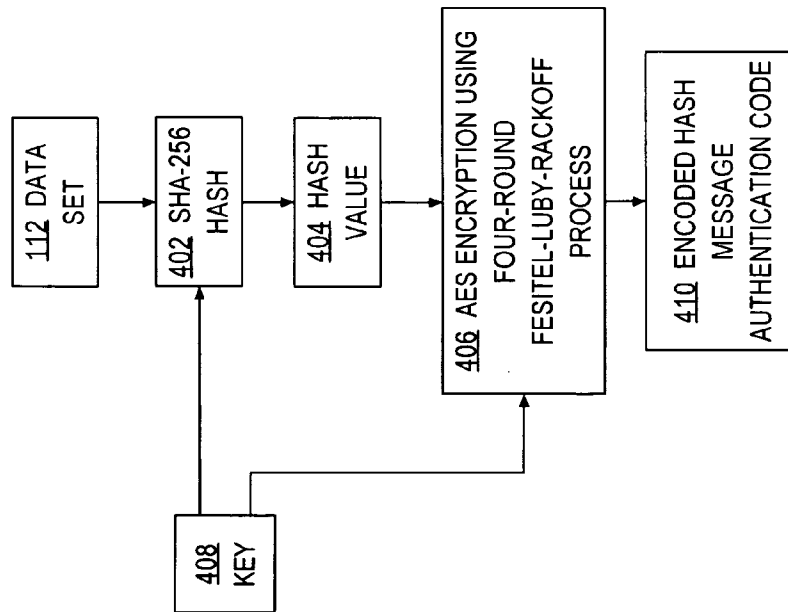 112 DATA
SET
402 SHA-256
HASH
404 HASH
VALUE
408
KEY
406 AES ENCRYPTION USING
FOUR-ROUND
FESITEL-LUBY-RACKOFF
PROCESS
410 ENCODED HASH
MESSAGE
AUTHENTICATION CODE